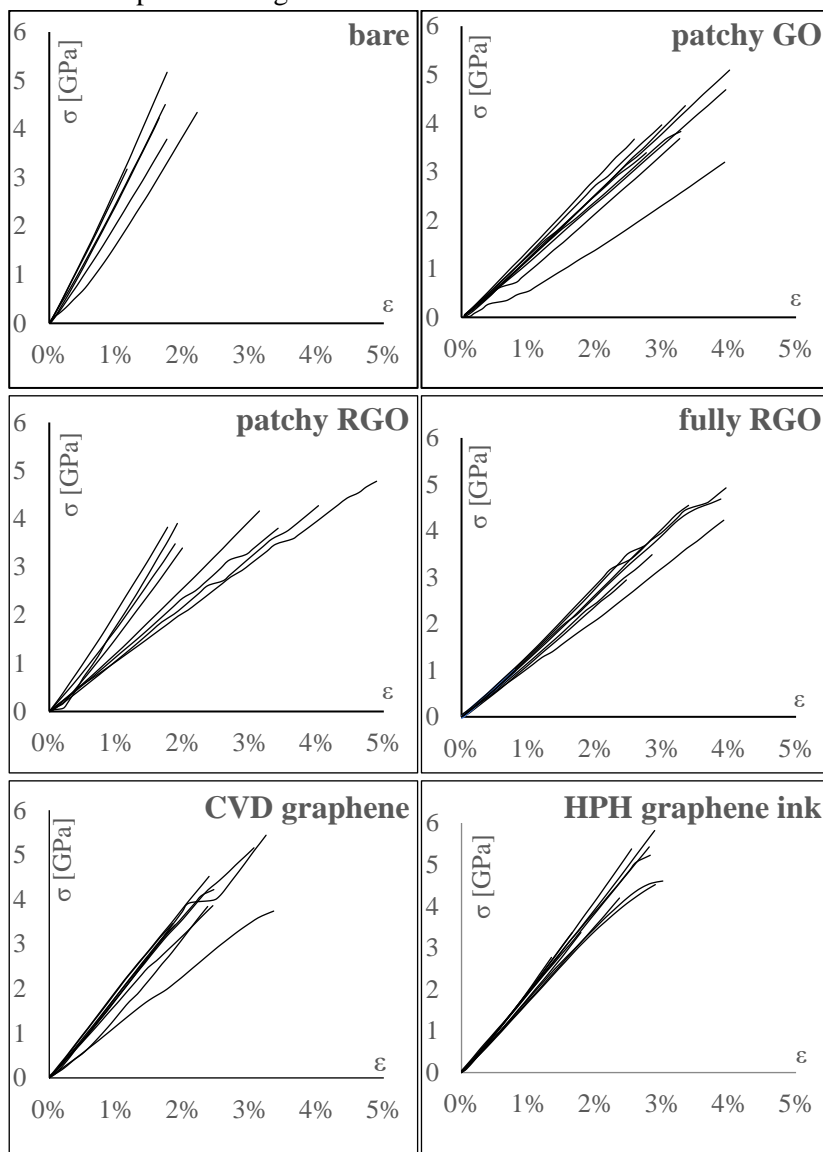 bare
σ [GPa]
6
5
4
3
2
1
0
ε
0% 1% 2% 3% 4% 5%
patchy GO
σ [GPa]
6
5
4
3
2
1
0
ε
0% 1% 2% 3% 4% 5%
patchy RGO
σ [GPa]
6
5
4
3
2
1
0
ε
0% 1% 2% 3% 4% 5%
fully RGO
σ [GPa]
6
5
4
3
2
1
0
ε
0% 1% 2% 3% 4% 5%
CVD graphene
σ [GPa]
6
5
4
3
2
1
0
ε
0% 1% 2% 3% 4% 5%
HPH graphene ink
σ [GPa]
6
5
4
3
2
1
0
ε
0% 1% 2% 3% 4% 5%